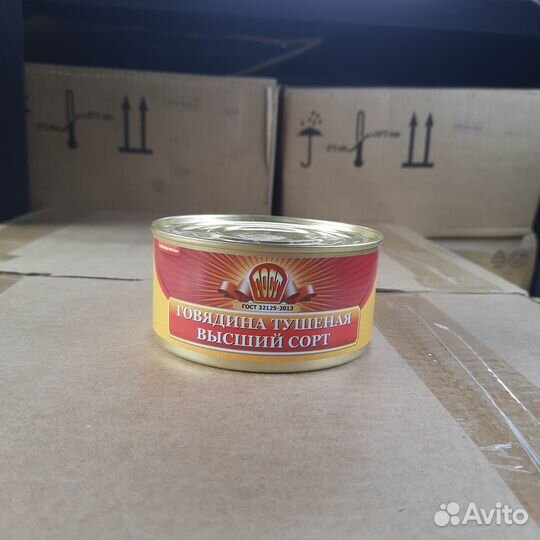 ГОСТ
ГОСТ 32125-2013
ГОВЯДИНА ТУШЕНАЯ
ВЫСШИЙ СОРТ
Avito